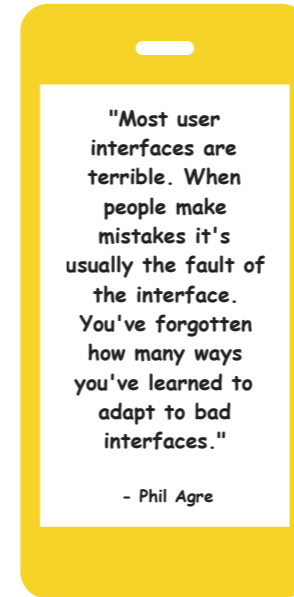 "Most user
interfaces are
terrible. When
people make
mistakes it's
usually the fault of
the interface.
You've forgotten
how many ways
you've learned to
adapt to bad
interfaces."
- Phil Agre